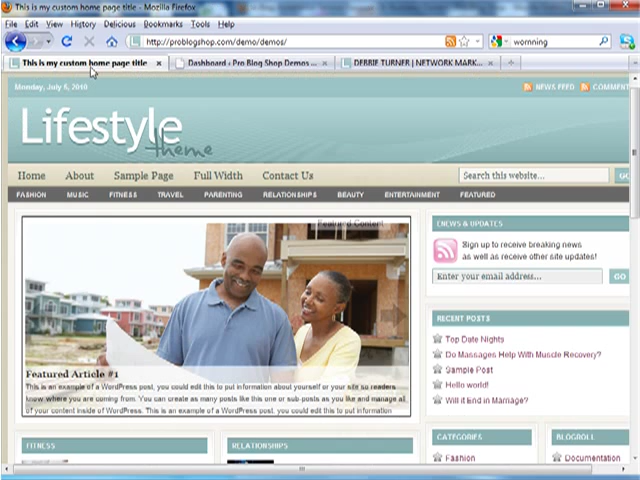 This is my custom home page title - Mozilla Firefox
File Edit View History Delicious Bookmarks Tools Help
http://problogshop.com/demo/demos/
wornning
This is my custom home page title
Dashboard ‹ Pro Blog Shop Demos ...
DEBBIE TURNER | NETWORK MARK...
Monday, July 5, 2010
NEWS FEED
COMMENT
Lifestyle
theme
Home About Sample Page Full Width Contact Us
Search this website...
GO
FASHION MUSIC FITNESS TRAVEL PARENTING RELATIONSHIPS BEAUTY ENTERTAINMENT FEATURED
Featured Content
Featured Article #1
This is an example of a WordPress post, you could edit this to put information about yourself or your site so readers
know where you are coming from. You can create as many posts like this one or sub-posts as you like and manage all
of your content inside of WordPress. This is an example of a WordPress post, you could edit this to put information
ENEWS & UPDATES
Sign up to receive breaking news
as well as receive other site updates!
Enter your email address...
GO
RECENT POSTS
Top Date Nights
Do Massages Help With Muscle Recovery?
Sample Post
Hello world!
Will it End in Marriage?
FITNESS
RELATIONSHIPS
CATEGORIES
BLOGROLL
Fashion
Documentation